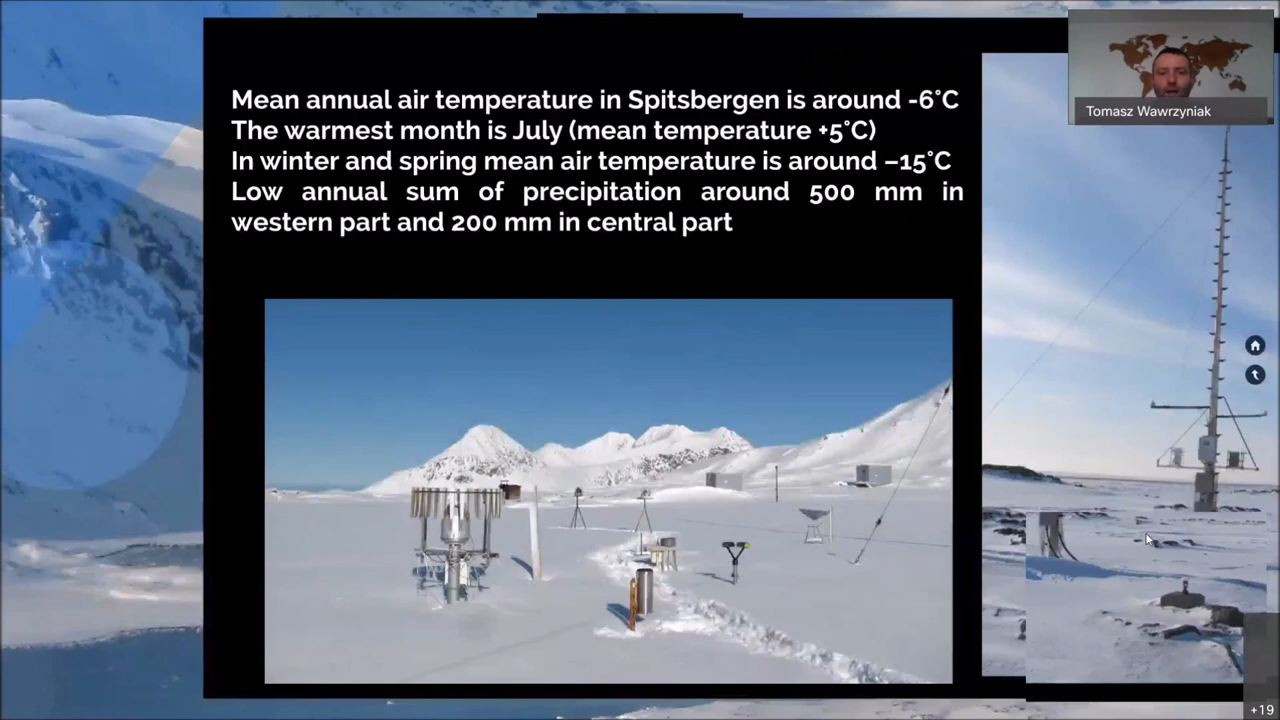 Mean annual air temperature in Spitsbergen is around -6°C
The warmest month is July (mean temperature +5°C)
In winter and spring mean air temperature is around –15°C
Low annual sum of precipitation around 500 mm in
western part and 200 mm in central part
Tomasz Wawrzyniak
+19